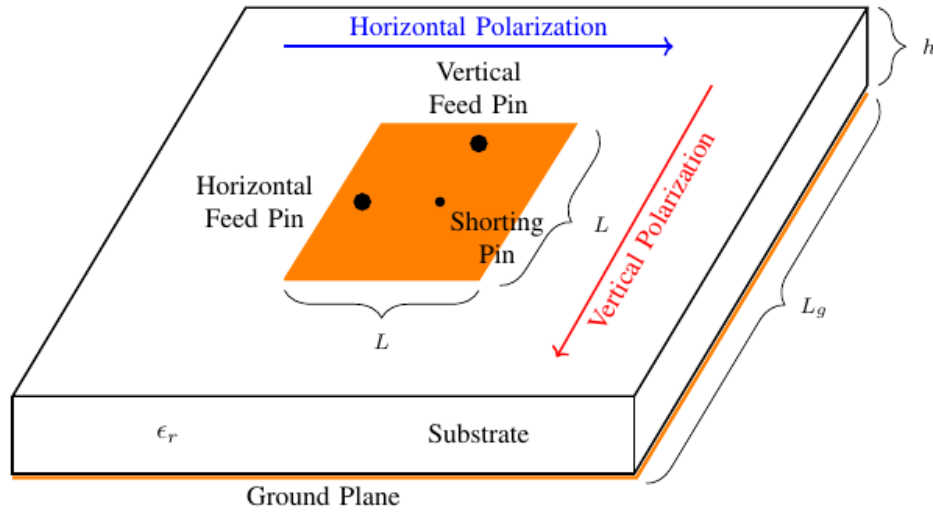 Horizontal Polarization
h
Vertical
Feed Pin
Horizontal
Feed Pin
Shorting
Pin
L
Vertical Polarization
L
L_g
ϵ_r
Substrate
Ground Plane